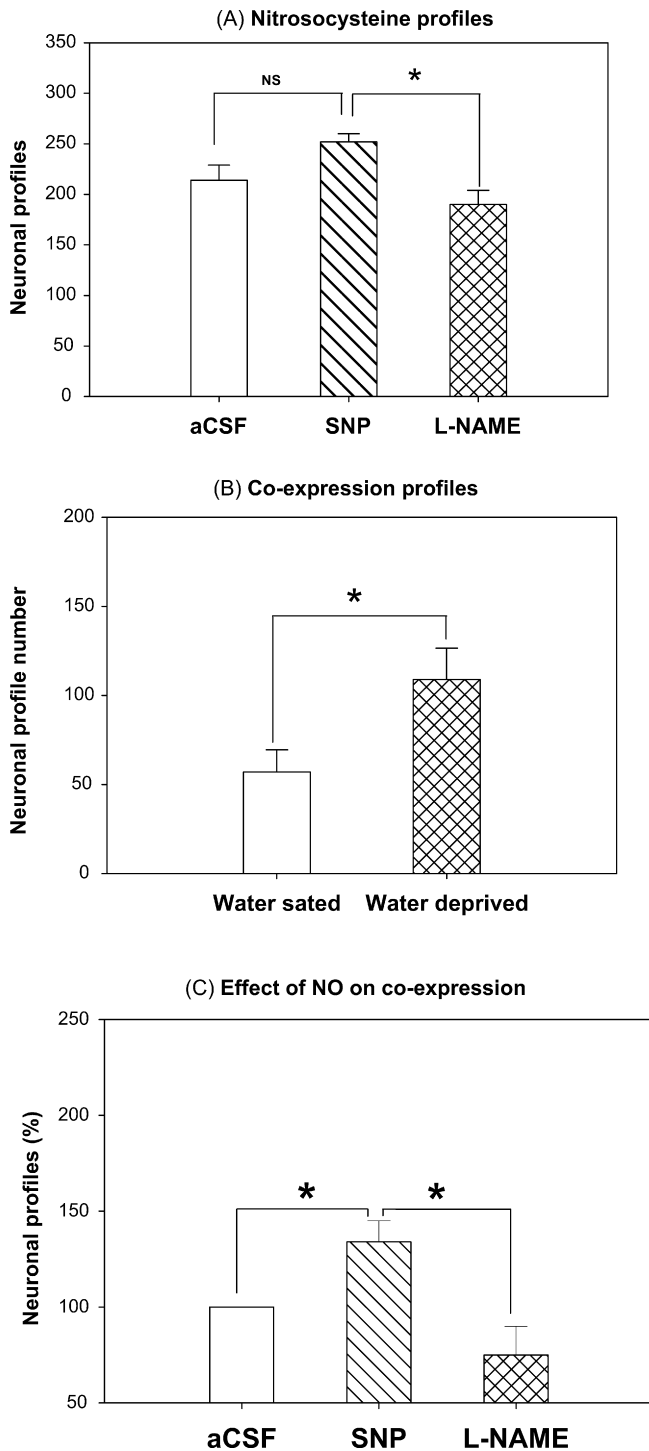 (A) Nitrosocysteine profiles
350
300
250
200
150
100
50
0
Neuronal profiles
NS
*
aCSF SNP L-NAME
(B) Co-expression profiles
200
150
100
50
0
Neuronal profile number
*
Water sated Water deprived
(C) Effect of NO on co-expression
250
200
150
100
50
Neuronal profiles (%)
* *
aCSF SNP L-NAME